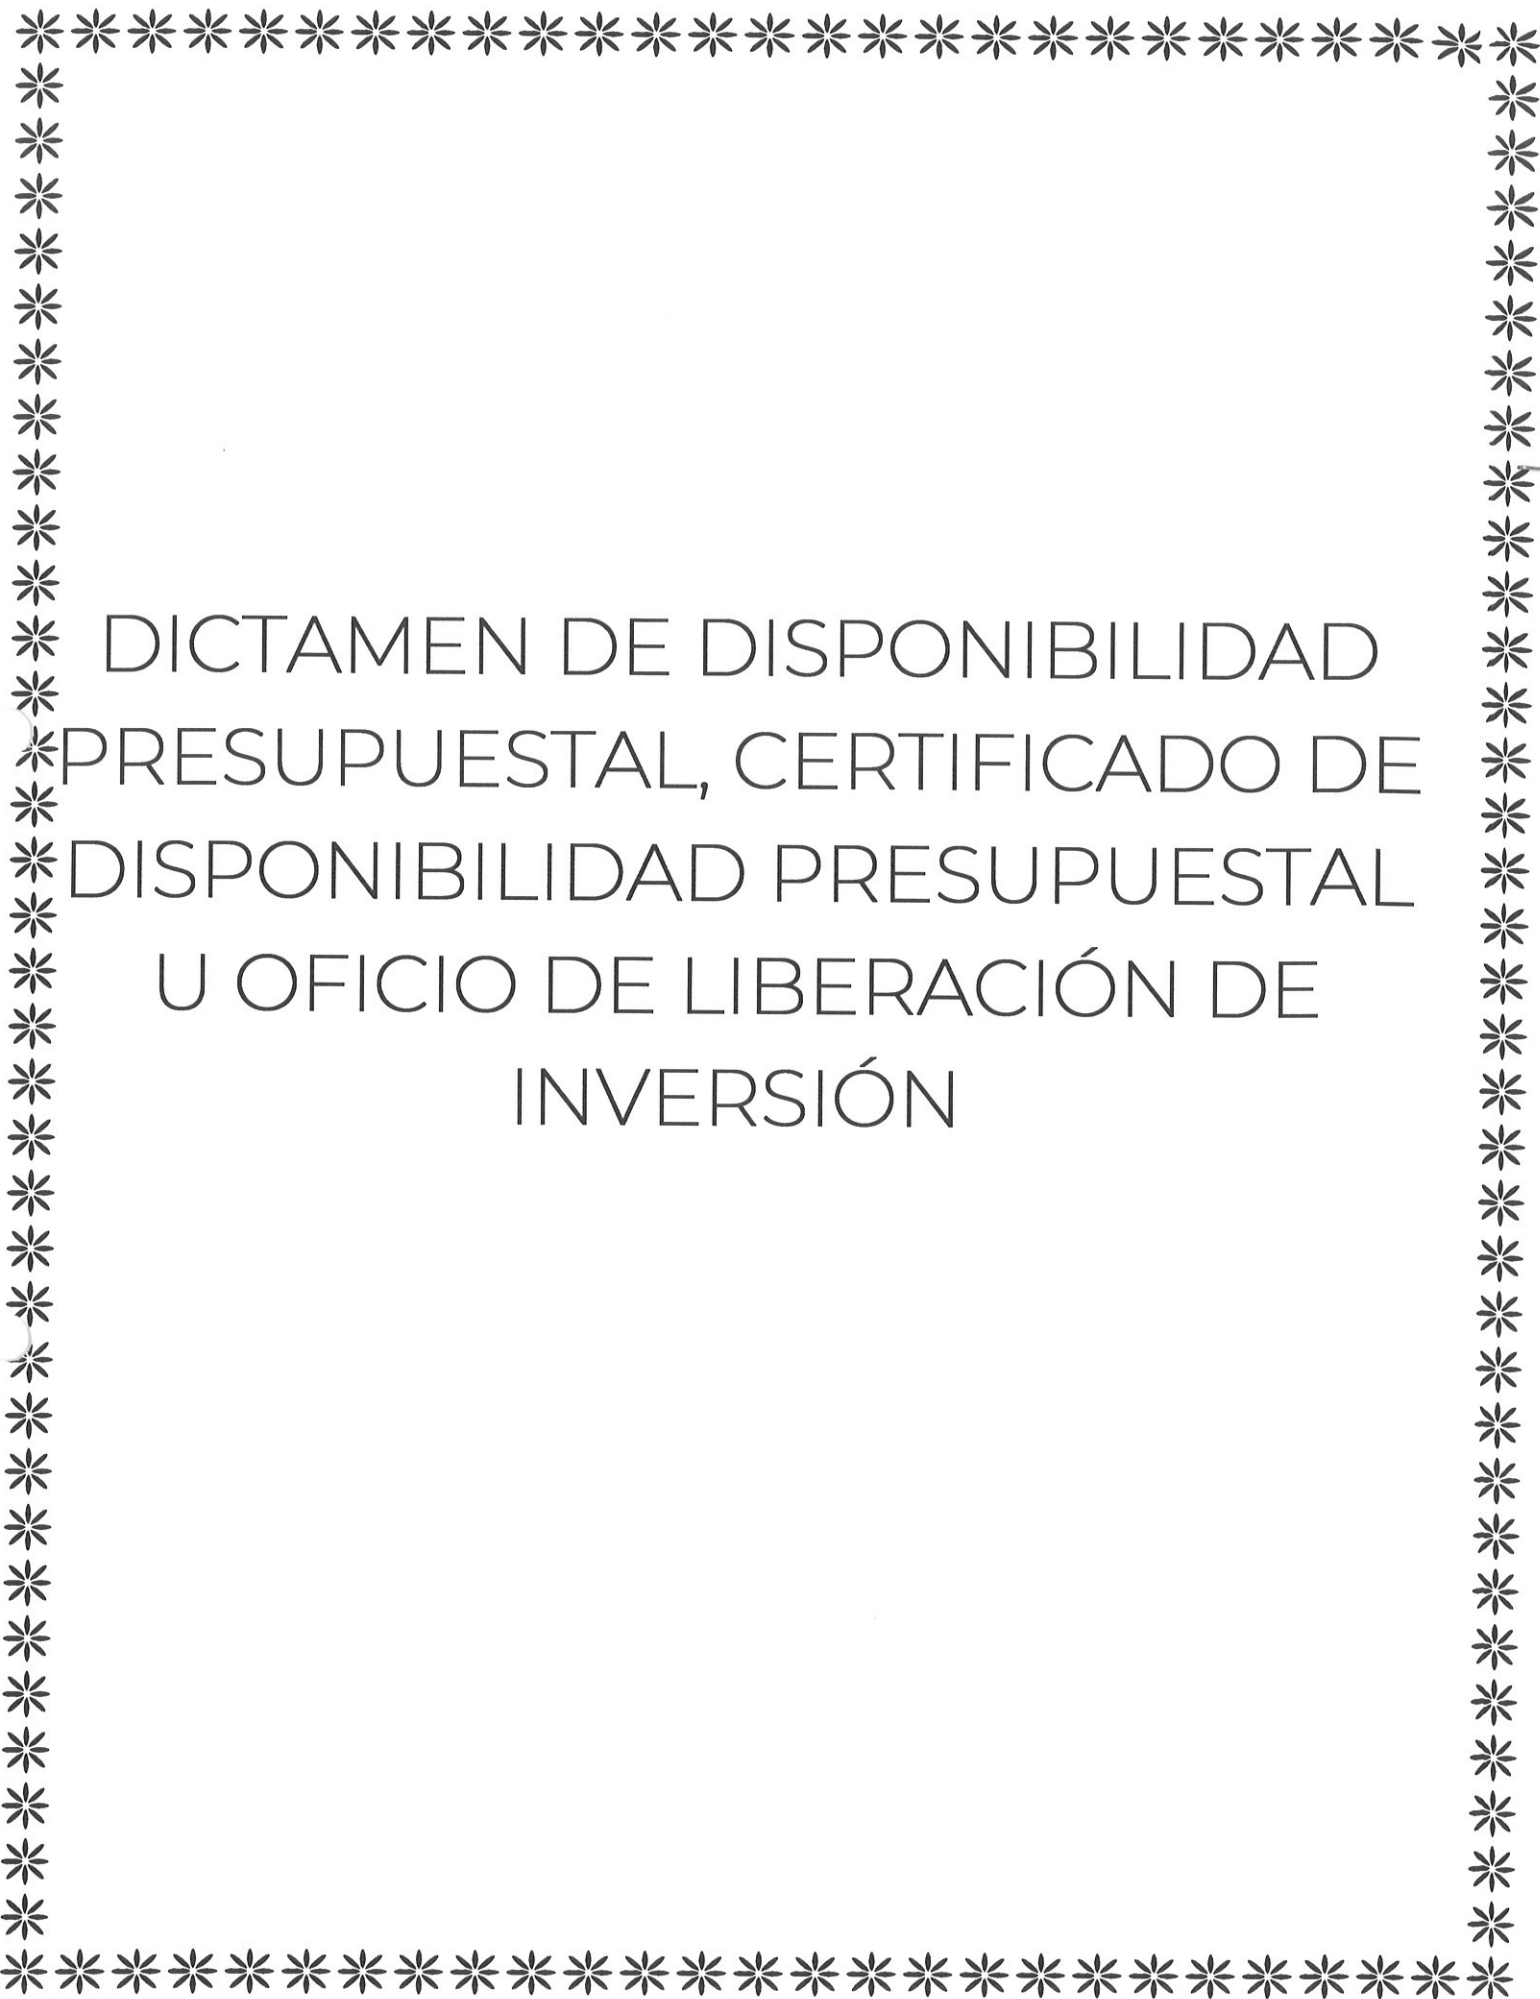 DICTAMEN DE DISPONIBILIDAD
PRESUPUESTAL, CERTIFICADO DE
DISPONIBILIDAD PRESUPUESTAL
U OFICIO DE LIBERACIÓN DE
INVERSIÓN